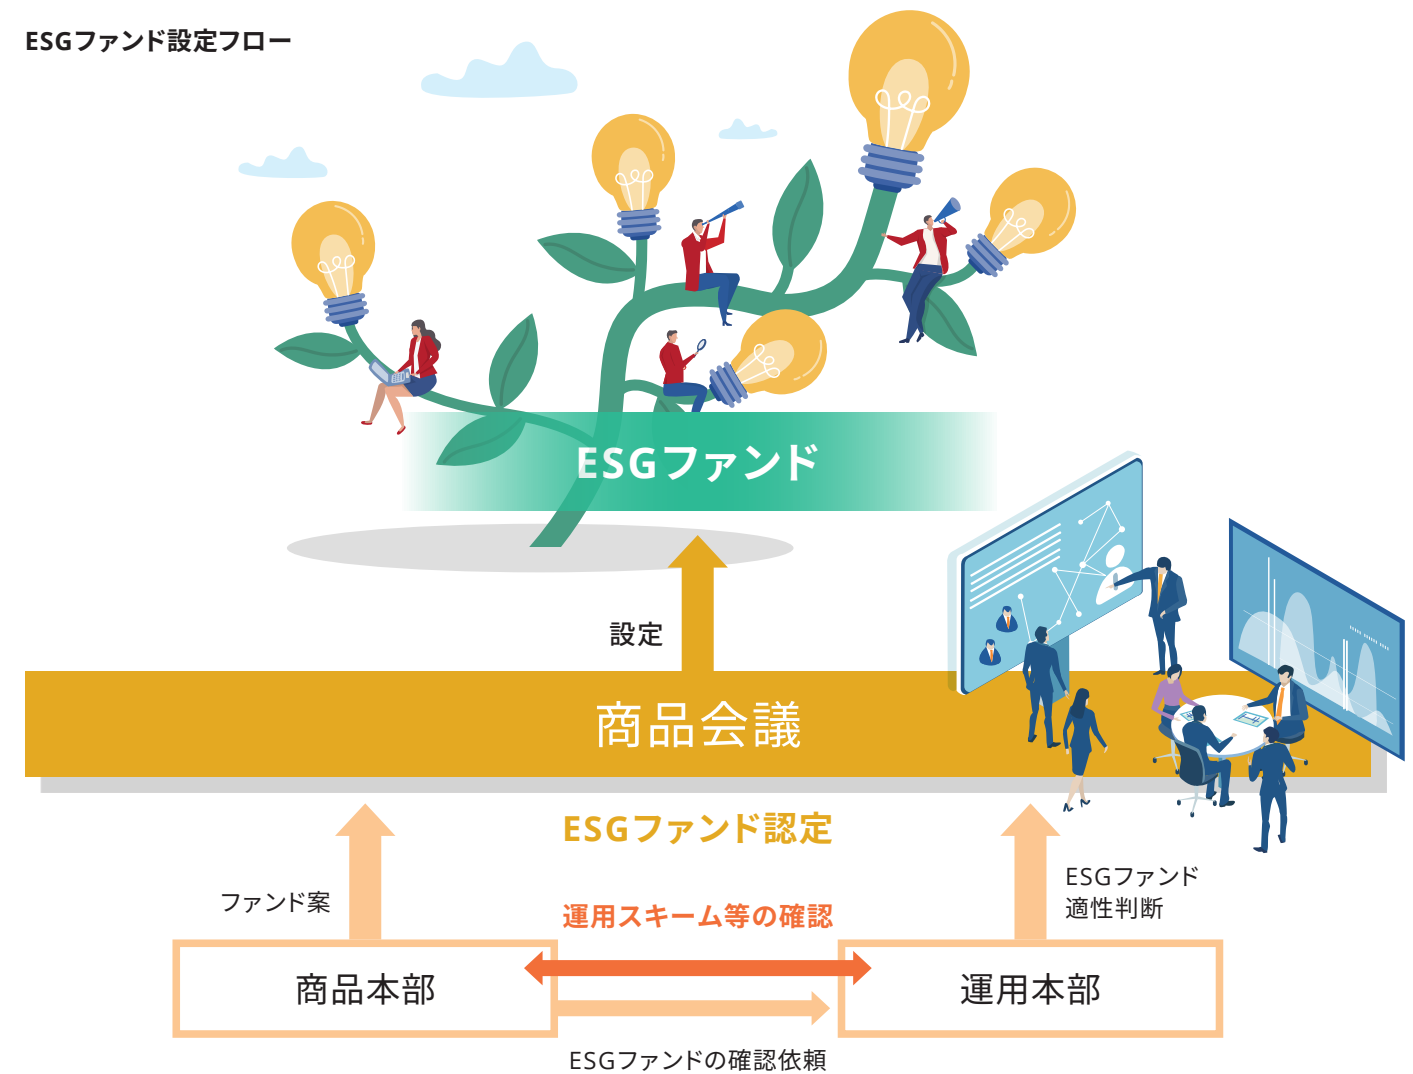 ESGファンド設定フロー
ESGファンド
設定
商品会議
ESGファンド認定
ファンド案
ESGファンド
適性判断
運用スキーム等の確認
商品本部
運用本部
ESGファンドの確認依頼